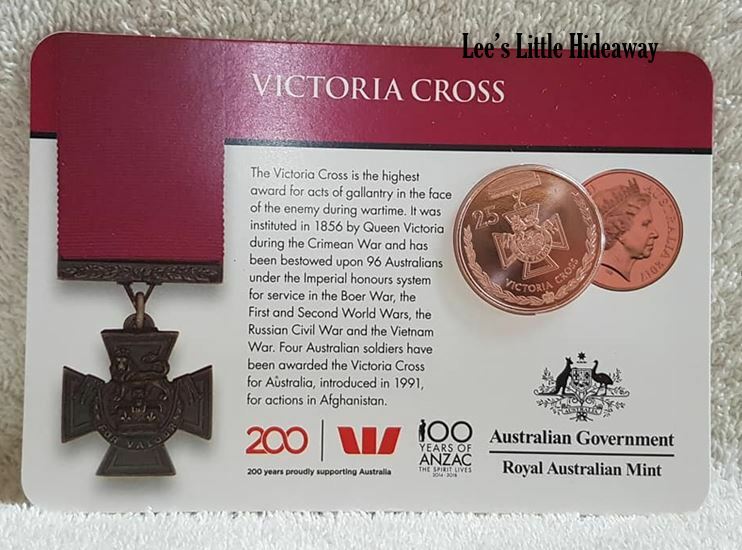 Lee's Little Hideaway
VICTORIA CROSS
The Victoria Cross is the highest
award for acts of gallantry in the face
of the enemy during wartime. It was
instituted in 1856 by Queen Victoria
during the Crimean War and has
been bestowed upon 96 Australians
under the Imperial honours system
for service in the Boer War, the
First and Second World Wars, the
Russian Civil War and the Vietnam
War. Four Australian soldiers have
been awarded the Victoria Cross
for Australia, introduced in 1991,
for actions in Afghanistan.
25
VICTORIA CROSS
AUSTRALIA 2017
FOR VALOUR
200
200 years proudly supporting Australia
100
YEARS OF
ANZAC
THE SPIRIT LIVES
2014-2018
Australian Government
Royal Australian Mint